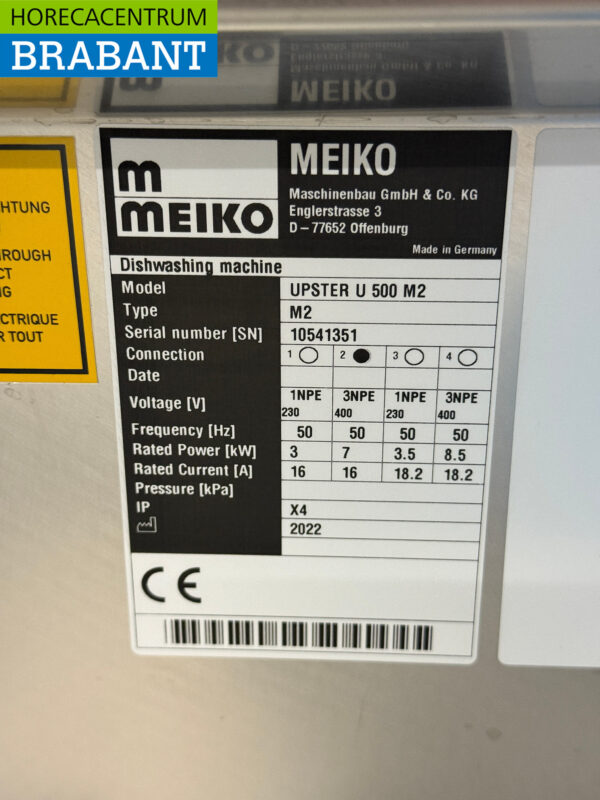 HORECACENTRUM
BRABANT
MEIKO
MEIKO
MEIKO
Maschinenbau GmbH & Co. KG
Englerstrasse 3
D-77652 Offenburg
Made in Germany
HTUNG
ROUGH
CT
NG
CTRIQUE
R TOUT
Dishwashing machine
Model UPSTER U 500 M2
Type M2
Serial number [SN] 10541351
Connection 1 2 3 4
Date
Voltage [V] 1NPE 230 3NPE 400 1NPE 230 3NPE 400
Frequency [Hz] 50 50 50 50
Rated Power [kW] 3 7 3.5 8.5
Rated Current [A] 16 16 18.2 18.2
Pressure [kPa]
IP X4
2022
CE